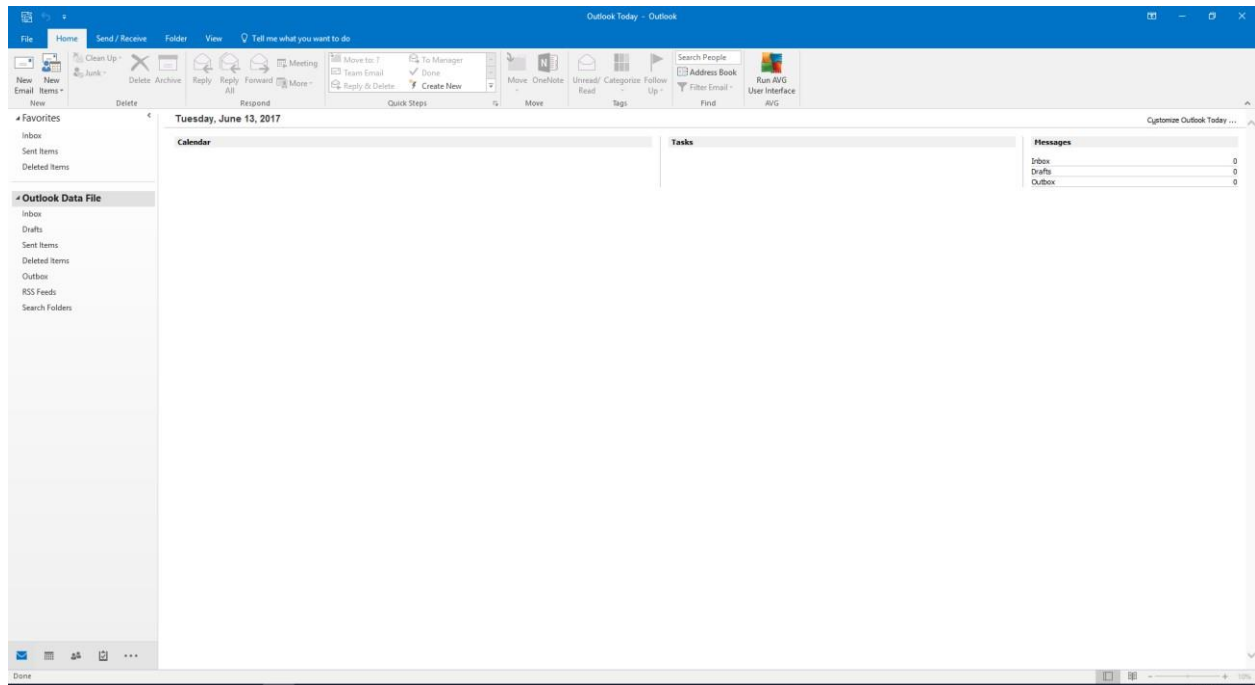 Outlook Today - Outlook
File Home Send / Receive Folder View Tell me what you want to do
New Email
New Items
New
Clean Up
Junk
Delete Archive
Delete
Reply Reply All Forward
Meeting
More
Respond
Move to: ?
Team Email
Reply & Delete
To Manager
Done
Create New
Quick Steps
Move OneNote
Move
Unread/ Read
Categorize
Follow Up
Tags
Search People
Address Book
Filter Email
Find
Run AVG
User Interface
AVG
Favorites
Inbox
Sent Items
Deleted Items
Outlook Data File
Inbox
Drafts
Sent Items
Deleted Items
Outbox
RSS Feeds
Search Folders
Tuesday, June 13, 2017
Customize Outlook Today ...
Calendar
Tasks
Messages
Inbox 0
Drafts 0
Outbox 0
Done
10%